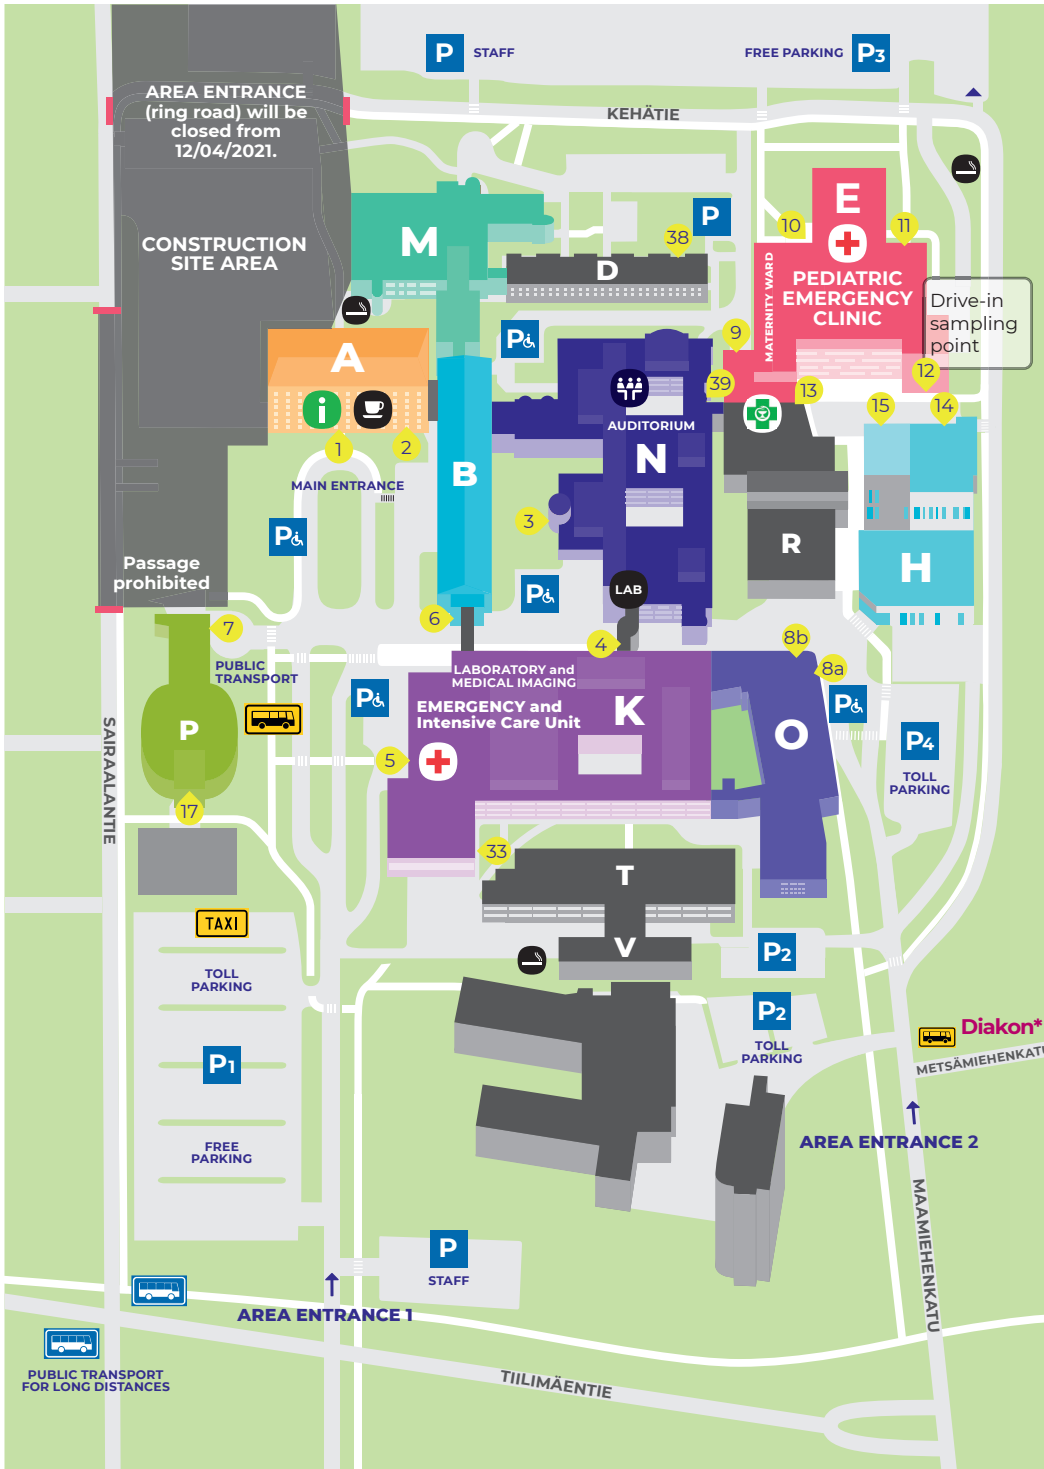 P STAFF
FREE PARKING P3
AREA ENTRANCE
(ring road) will be
closed from
12/04/2021.
KEHÄTIE
E
M
P
10
11
38
CONSTRUCTION
SITE AREA
D
MATERNITY WARD
PEDIATRIC
EMERGENCY
CLINIC
Drive-in
sampling
point
P
9
A
12
39
13
i
15
14
AUDITORIUM
1
2
N
B
MAIN ENTRANCE
3
P
R
Passage
prohibited
H
P
LAB
6
7
4
8b
PUBLIC
TRANSPORT
LABORATORY and
MEDICAL IMAGING
8a
P
EMERGENCY and
Intensive Care Unit
K
P
P
O
P4
5
TOLL
PARKING
SAIRAALANTIE
17
33
T
TAXI
V
P2
TOLL
PARKING
P2
Diakon*
TOLL
PARKING
METSÄMIEHENKATU
P1
AREA ENTRANCE 2
FREE
PARKING
MAAMIEHENKATU
P
STAFF
AREA ENTRANCE 1
PUBLIC TRANSPORT
FOR LONG DISTANCES
TIILIMÄENTIE